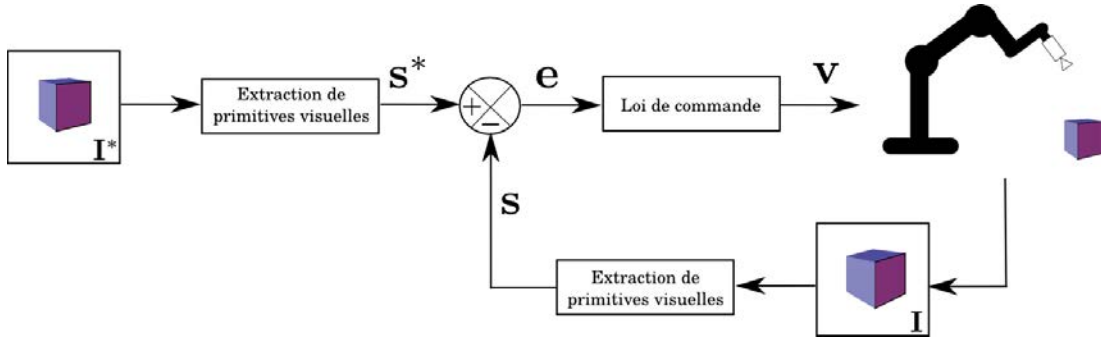 I*
Extraction de
primitives visuelles
s*
+
−
e
Loi de commande
v
s
Extraction de
primitives visuelles
I